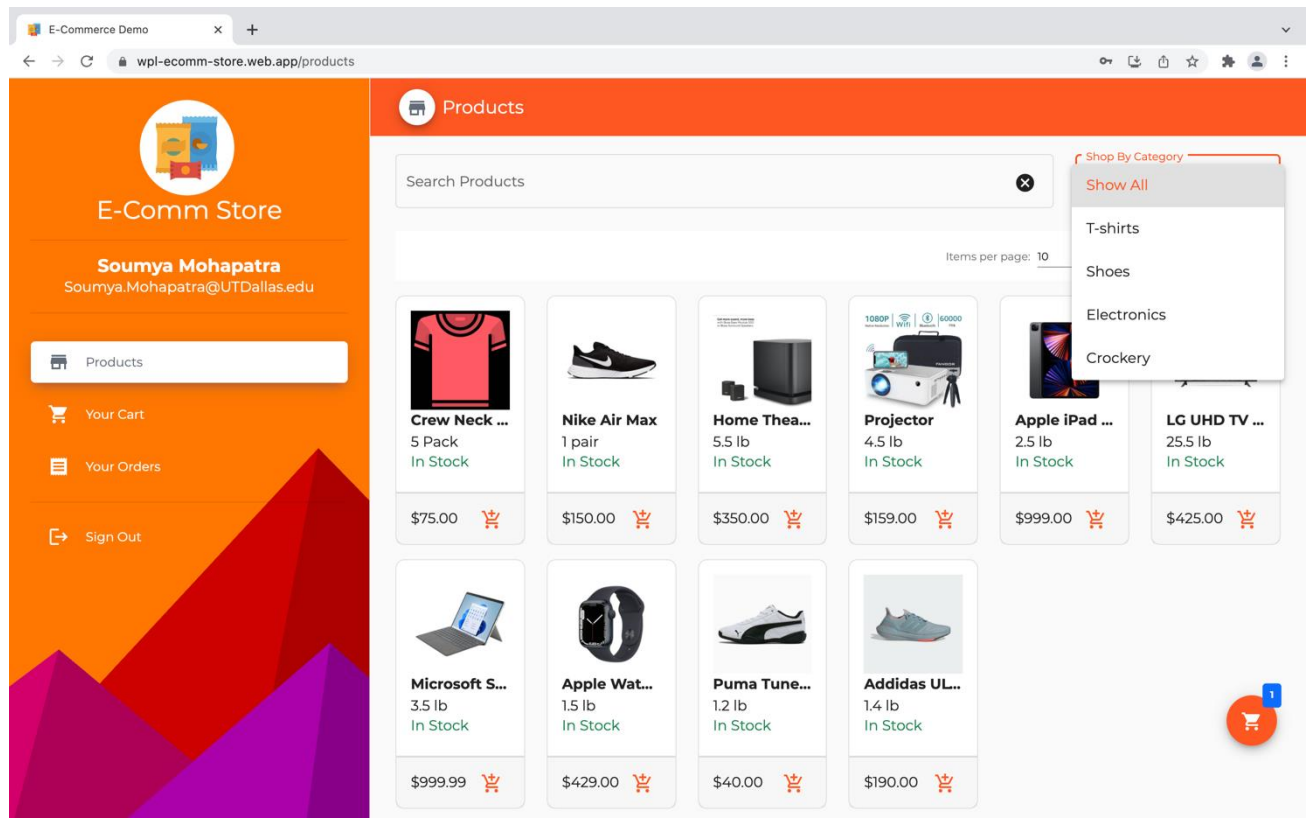 E-Commerce Demo
wpl-ecomm-store.web.app/products
E-Comm Store
Soumya Mohapatra
Soumya.Mohapatra@UTDallas.edu
Products
Your Cart
Your Orders
Sign Out
Products
Search Products
Shop By Category
Show All
T-shirts
Shoes
Electronics
Crockery
Items per page: 10
Crew Neck ...
5 Pack
In Stock
$75.00
Nike Air Max
1 pair
In Stock
$150.00
Home Thea...
5.5 lb
In Stock
$350.00
1080P WiFi 60000
Projector
4.5 lb
In Stock
$159.00
Apple iPad ...
2.5 lb
In Stock
$999.00
LG UHD TV ...
25.5 lb
In Stock
$425.00
Microsoft S...
3.5 lb
In Stock
$999.99
Apple Wat...
1.5 lb
In Stock
$429.00
Puma Tune...
1.2 lb
In Stock
$40.00
Addidas UL...
1.4 lb
In Stock
$190.00
1